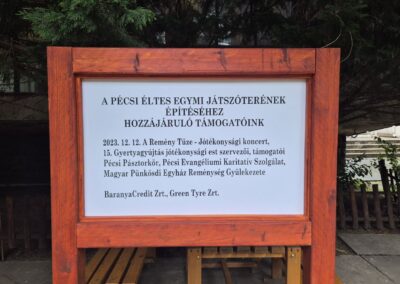 A PÉCSI ÉLTES EGYMI JÁTSZÓTERÉNEK
ÉPÍTÉSÉHEZ
HOZZÁJÁRULÓ TÁMOGATÓINK
2023. 12. 12. A Remény Tüze - Jótékonysági koncert,
15. Gyertyagyújtás jótékonysági est szervezői, támogatói
Pécsi Pásztorkör, Pécsi Evangéliumi Karitatív Szolgálat,
Magyar Pünkösdi Egyház Reménység Gyülekezete
BaranyaCredit Zrt., Green Tyre Zrt.